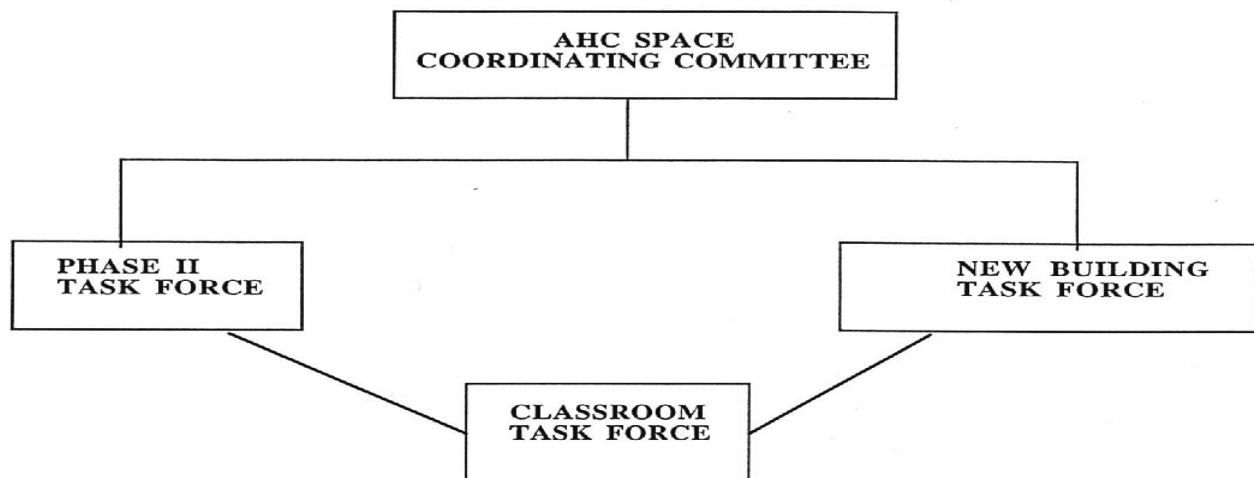 AHC SPACE
COORDINATING COMMITTEE
PHASE II
TASK FORCE
NEW BUILDING
TASK FORCE
CLASSROOM
TASK FORCE